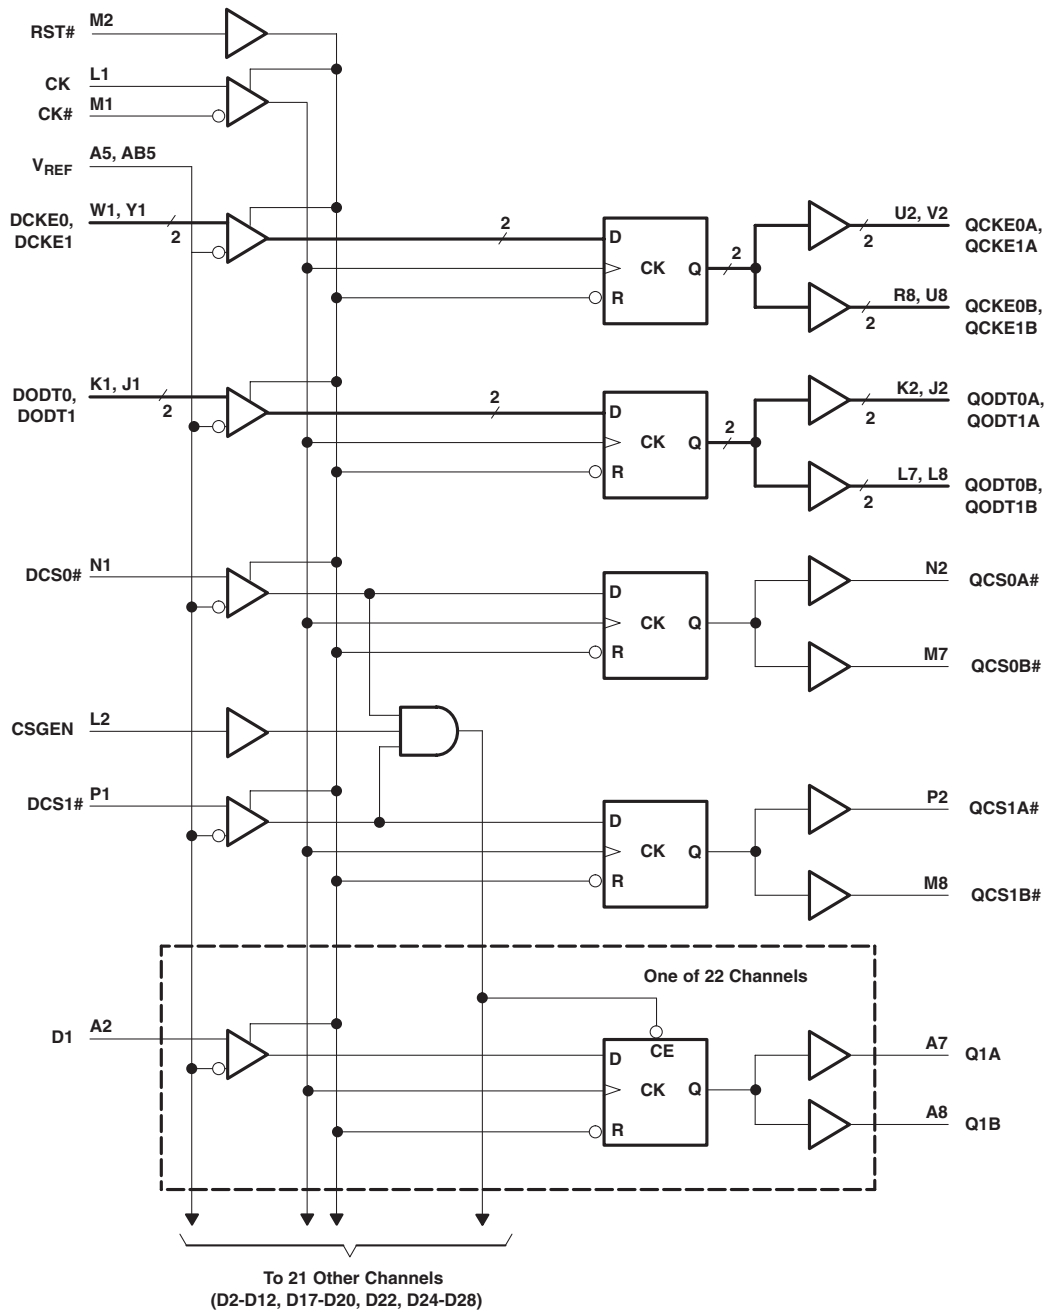 RST# M2
CK L1
CK# M1
VREF A5, AB5
DCKE0, W1, Y1
DCKE1 2
2
D
CK Q
R
2
U2, V2 QCKE0A,
2 QCKE1A
R8, U8 QCKE0B,
2 QCKE1B
DODT0, K1, J1
DODT1 2
2
D
CK Q
R
2
K2, J2 QODT0A,
2 QODT1A
L7, L8 QODT0B,
2 QODT1B
DCS0# N1
D
CK Q
R
N2 QCS0A#
M7 QCS0B#
CSGEN L2
DCS1# P1
D
CK Q
R
P2 QCS1A#
M8 QCS1B#
One of 22 Channels
D1 A2
CE
D
CK Q
R
A7 Q1A
A8 Q1B
To 21 Other Channels
(D2-D12, D17-D20, D22, D24-D28)